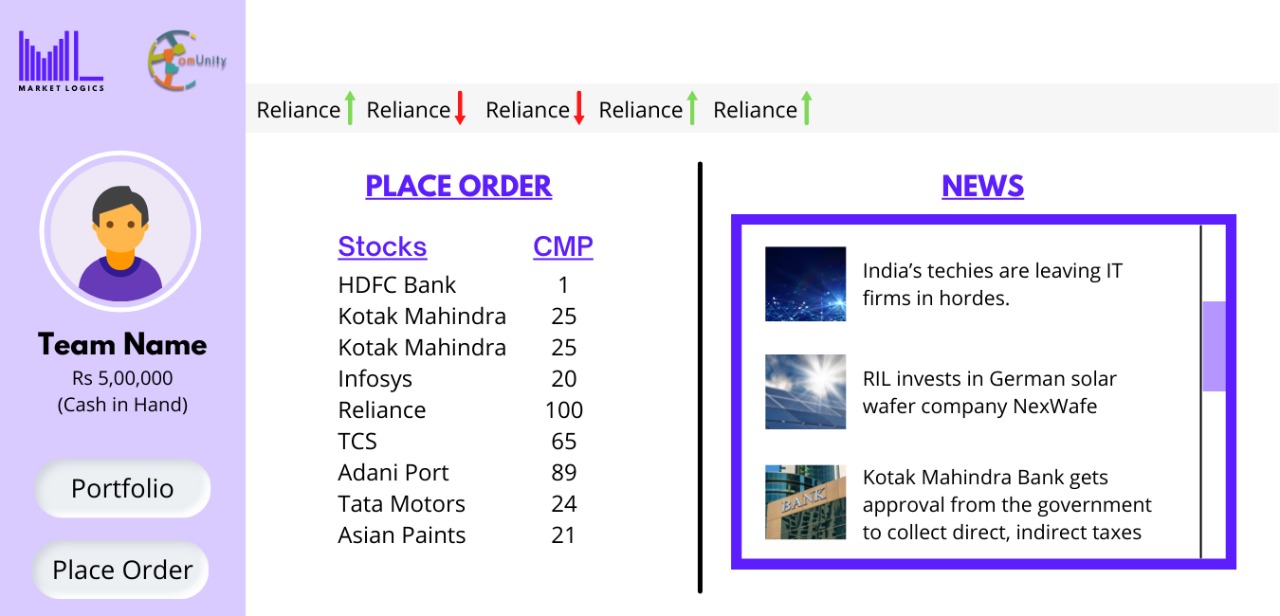 MARKET LOGICS
omUnity
Reliance Reliance Reliance Reliance Reliance
Team Name
Rs 5,00,000
(Cash in Hand)
Portfolio
Place Order
PLACE ORDER
Stocks CMP
HDFC Bank 1
Kotak Mahindra 25
Kotak Mahindra 25
Infosys 20
Reliance 100
TCS 65
Adani Port 89
Tata Motors 24
Asian Paints 21
NEWS
India’s techies are leaving IT
firms in hordes.
RIL invests in German solar
wafer company NexWafe
BANK
Kotak Mahindra Bank gets
approval from the government
to collect direct, indirect taxes